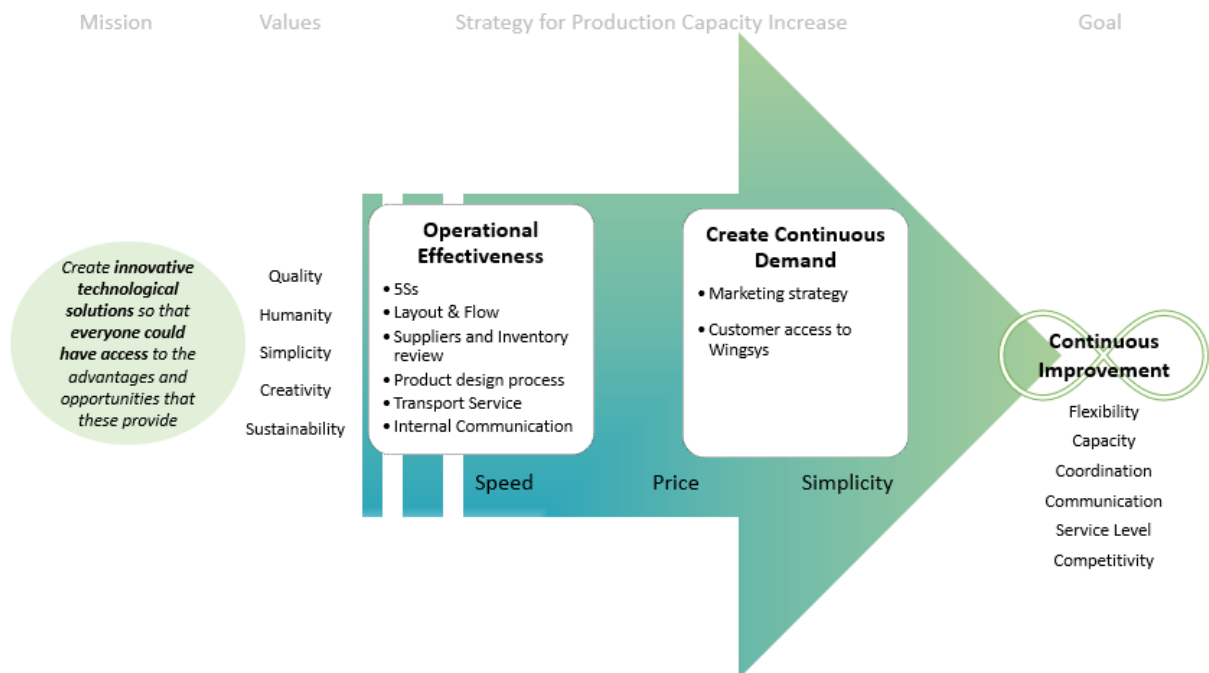 Mission
Values
Strategy for Production Capacity Increase
Goal
Create innovative
technological
solutions so that
everyone could
have access to the
advantages and
opportunities that
these provide
Quality
Humanity
Simplicity
Creativity
Sustainability
Operational
Effectiveness
• 5Ss
• Layout & Flow
• Suppliers and Inventory
review
• Product design process
• Transport Service
• Internal Communication
Create Continuous
Demand
• Marketing strategy
• Customer access to
Wingsys
Speed
Price
Simplicity
Continuous
Improvement
Flexibility
Capacity
Coordination
Communication
Service Level
Competitivity